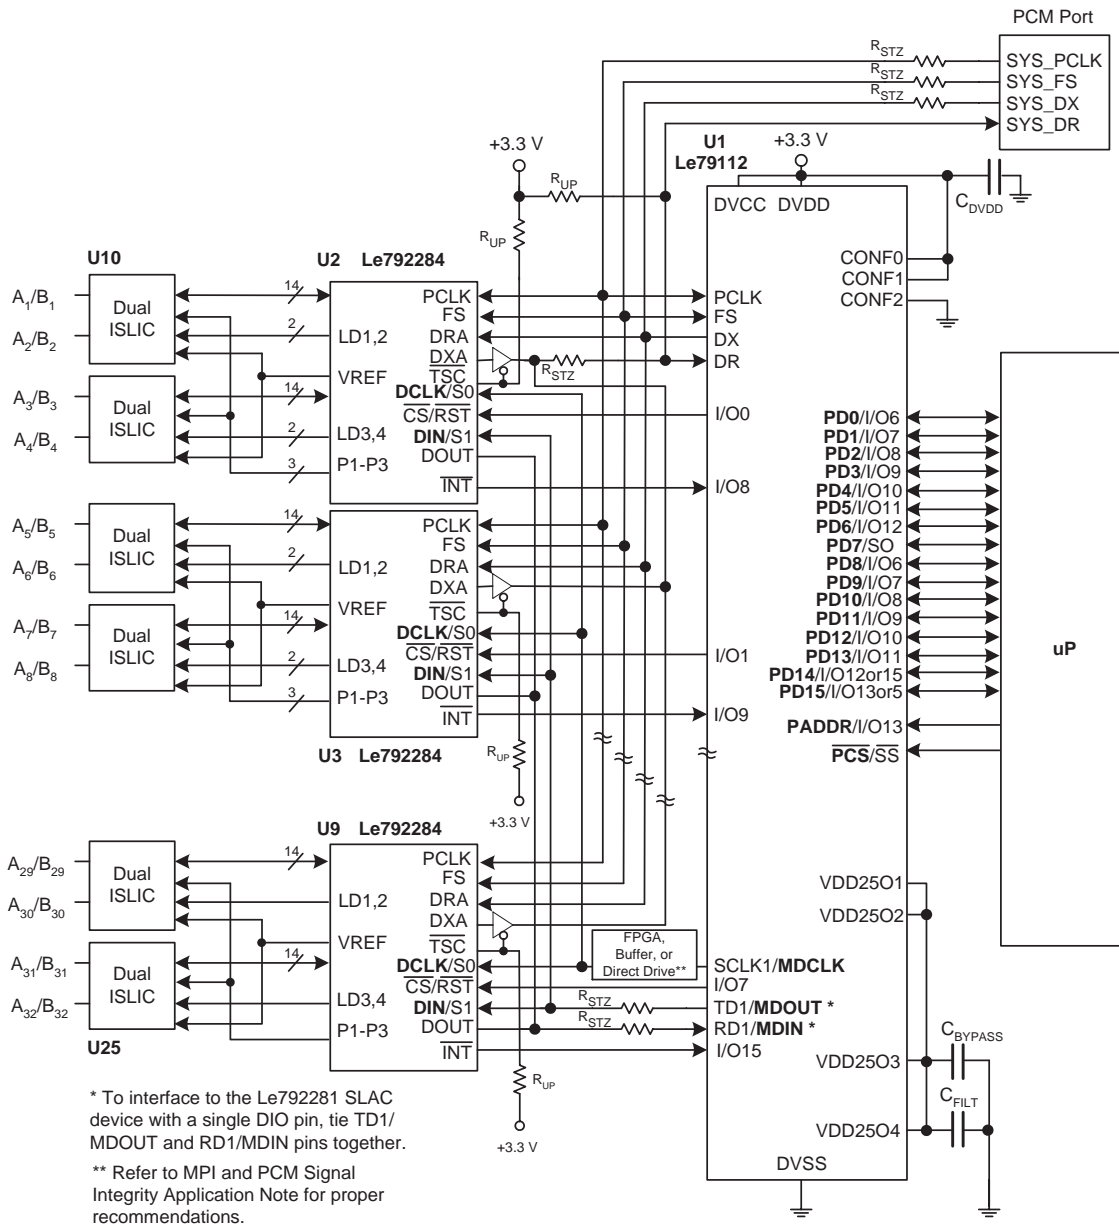 PCM Port
R_STZ SYS_PCLK
R_STZ SYS_FS
R_STZ SYS_DX
SYS_DR
+3.3 V
U1
Le79112
+3.3 V
R_UP
R_UP
DVCC DVDD
C_DVDD
CONF0
CONF1
CONF2
U10
Dual
ISLIC
A1/B1
A2/B2
14
2
Dual
ISLIC
A3/B3
A4/B4
14
2
3
U2 Le792284
PCLK
FS
DRA
DXA
TSC
DCLK/S0
CS/RST
DIN/S1
DOUT
INT
LD1,2
VREF
LD3,4
P1-P3
R_STZ
PCLK
FS
DX
DR
I/O0
I/O8
PD0/I/O6
PD1/I/O7
PD2/I/O8
PD3/I/O9
PD4/I/O10
PD5/I/O11
PD6/I/O12
PD7/SO
PD8/I/O6
PD9/I/O7
PD10/I/O8
PD11/I/O9
PD12/I/O10
PD13/I/O11
PD14/I/O12or15
PD15/I/O13or5
PADDR/I/O13
PCS/SS
uP
Dual
ISLIC
A5/B5
A6/B6
14
2
Dual
ISLIC
A7/B7
A8/B8
14
2
3
PCLK
FS
DRA
DXA
TSC
DCLK/S0
CS/RST
DIN/S1
DOUT
INT
LD1,2
VREF
LD3,4
P1-P3
U3 Le792284
R_UP
+3.3 V
I/O1
I/O9
Dual
ISLIC
A29/B29
A30/B30
14
Dual
ISLIC
A31/B31
A32/B32
14
U25
U9 Le792284
PCLK
FS
DRA
DXA
TSC
DCLK/S0
CS/RST
DIN/S1
DOUT
INT
LD1,2
VREF
LD3,4
P1-P3
R_UP
+3.3 V
FPGA,
Buffer, or
Direct Drive**
R_STZ
R_STZ
SCLK1/MDCLK
I/O7
TD1/MDOUT *
RD1/MDIN *
I/O15
VDD25O1
VDD25O2
VDD25O3
VDD25O4
C_BYPASS
C_FILT
DVSS
* To interface to the Le792281 SLAC
device with a single DIO pin, tie TD1/
MDOUT and RD1/MDIN pins together.
** Refer to MPI and PCM Signal
Integrity Application Note for proper
recommendations.